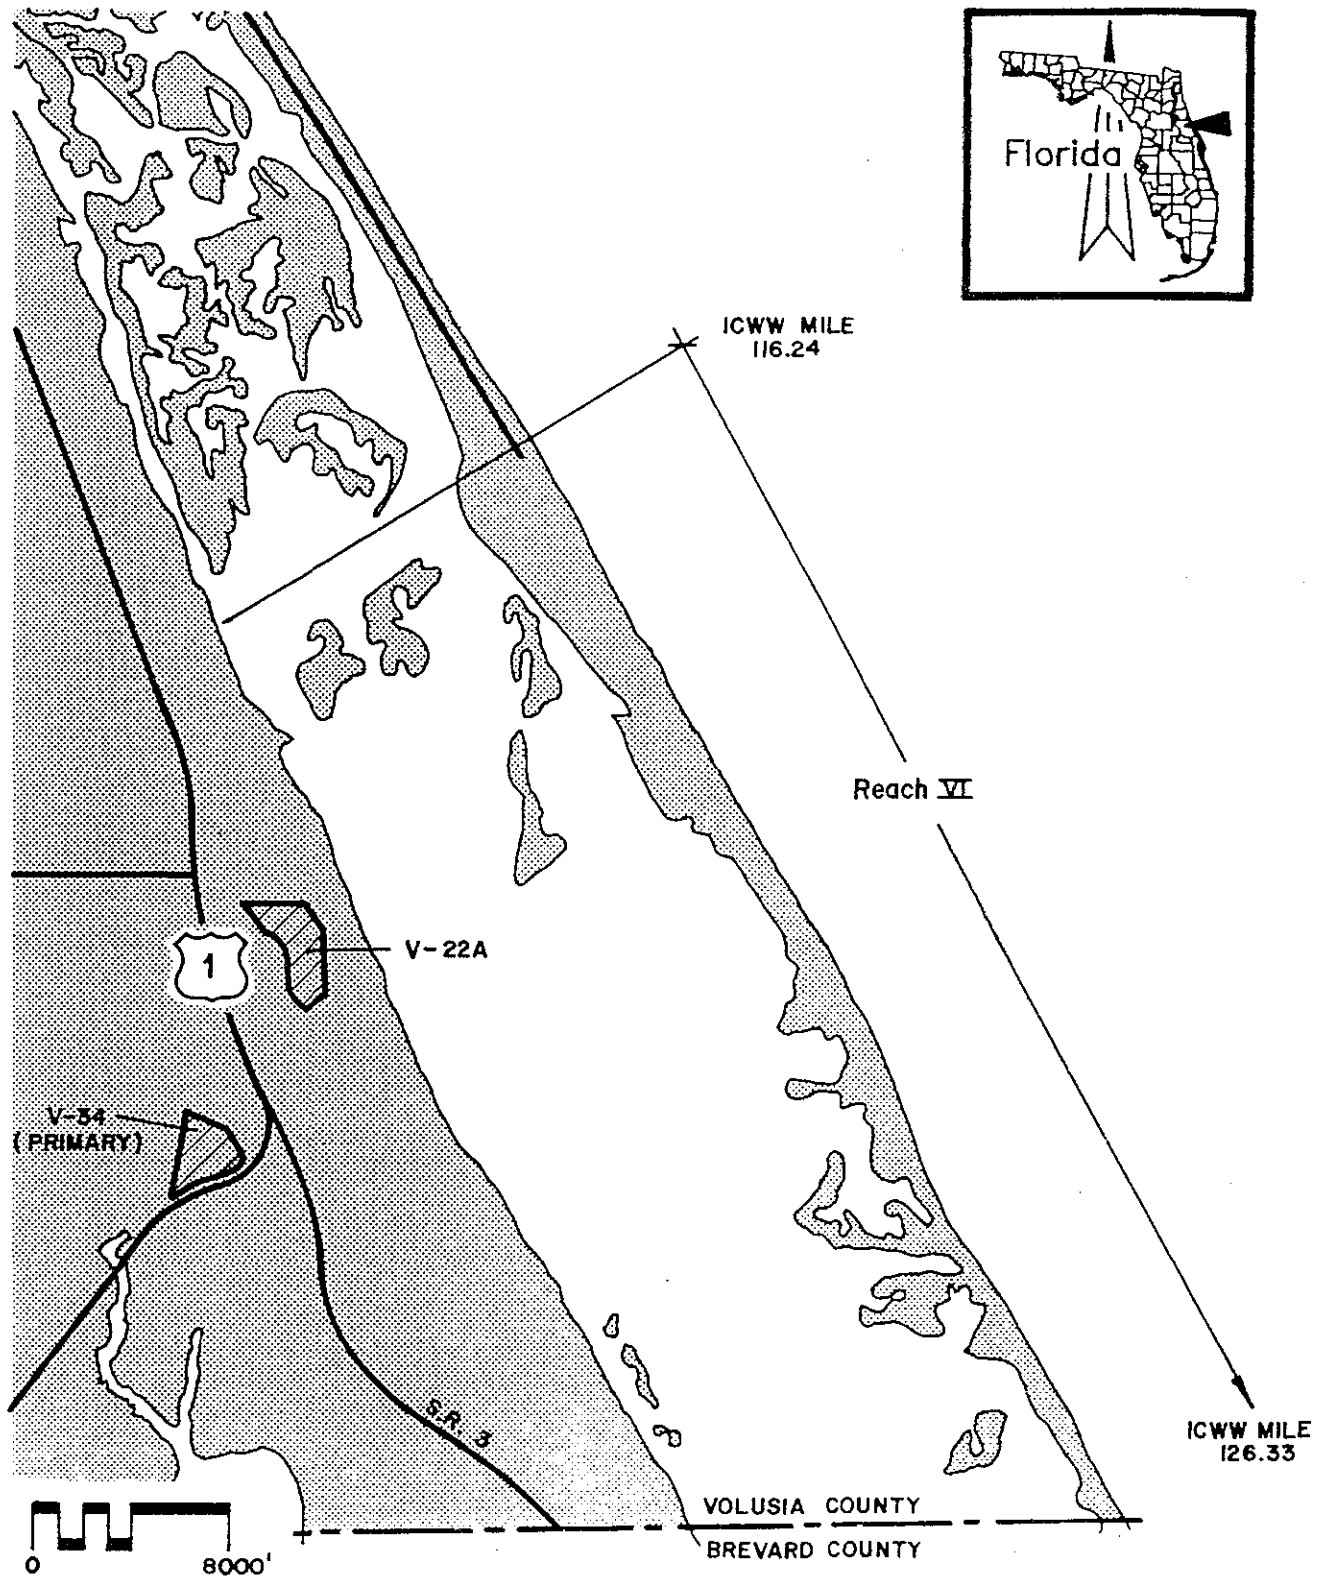 Florida
ICWW MILE
116.24
Reach VI
1
V-22A
V-34
(PRIMARY)
S.R. 3
ICWW MILE
126.33
VOLUSIA COUNTY
BREVARD COUNTY
0 8000'